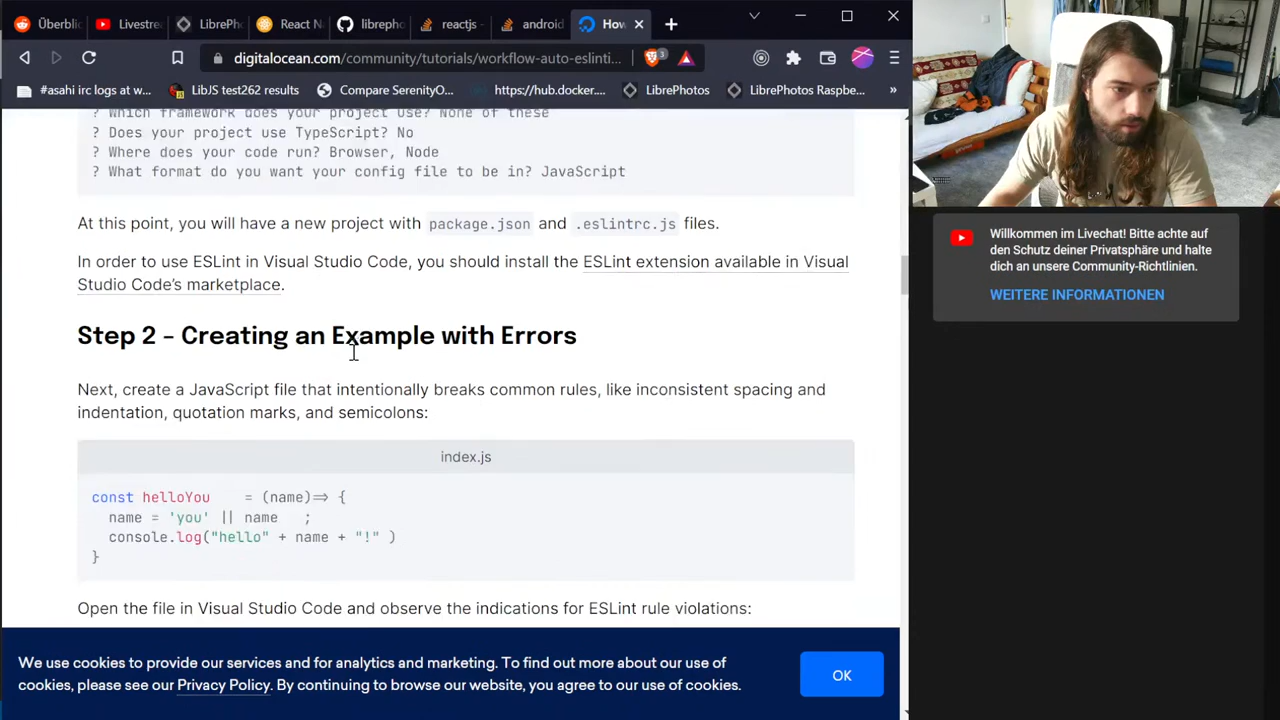 Überblic
Livestre
LibrePh
React N
librepho
reactjs -
android
How
digitalocean.com/community/tutorials/workflow-auto-eslinti...
3
#asahi irc logs at w...
LibJS test262 results
Compare SerenityO...
https://hub.docker....
LibrePhotos
LibrePhotos Raspbe...
»
? Which framework does your project use? None of these
? Does your project use TypeScript? No
? Where does your code run? Browser, Node
? What format do you want your config file to be in? JavaScript
At this point, you will have a new project with package.json and .eslintrc.js files.
In order to use ESLint in Visual Studio Code, you should install the ESLint extension available in Visual
Studio Code’s marketplace.
Step 2 – Creating an Example with Errors
Next, create a JavaScript file that intentionally breaks common rules, like inconsistent spacing and
indentation, quotation marks, and semicolons:
index.js
const helloYou    = (name)=> {
  name = 'you' || name   ;
  console.log("hello" + name + "!" )
}
Open the file in Visual Studio Code and observe the indications for ESLint rule violations:
We use cookies to provide our services and for analytics and marketing. To find out more about our use of
cookies, please see our Privacy Policy. By continuing to browse our website, you agree to our use of cookies.
OK
Willkommen im Livechat! Bitte achte auf
den Schutz deiner Privatsphäre und halte
dich an unsere Community-Richtlinien.
WEITERE INFORMATIONEN